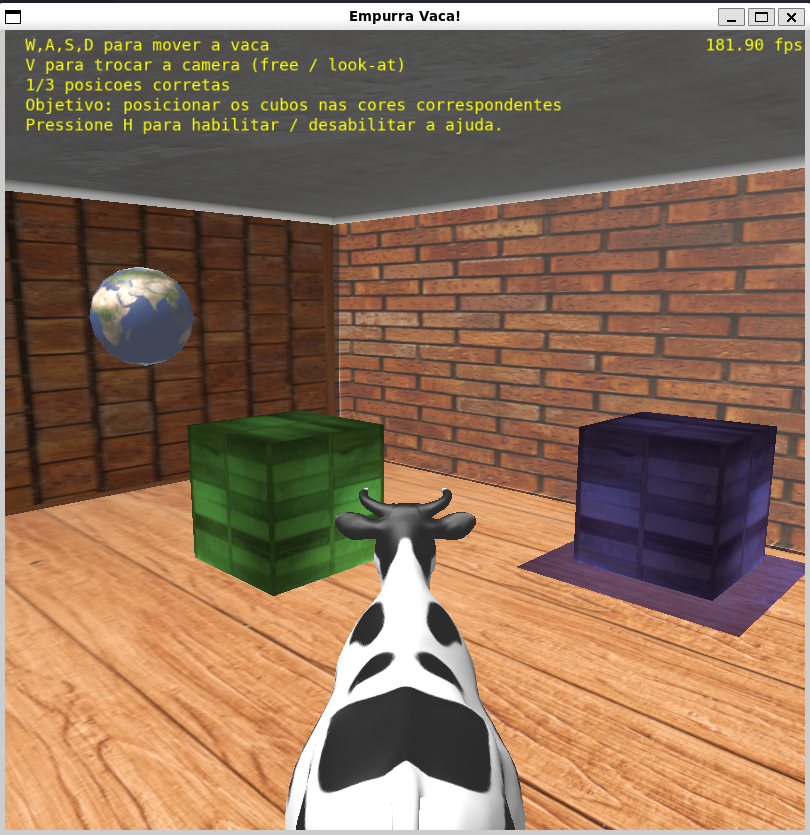 Empurra Vaca!
W,A,S,D para mover a vaca
181.90 fps
V para trocar a camera (free / look-at)
1/3 posicoes corretas
Objetivo: posicionar os cubos nas cores correspondentes
Pressione H para habilitar / desabilitar a ajuda.